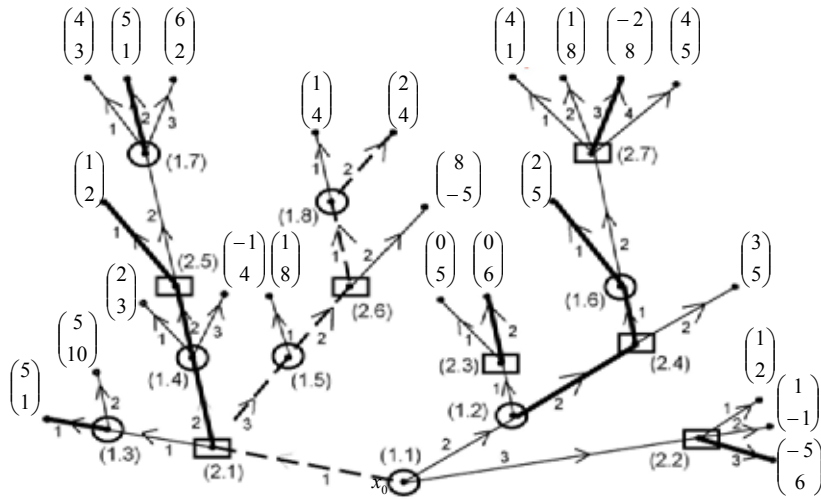 (4 3) (5 1) (6 2) (4 1) (1 8) (−2 8) (4 5)
(1 4) (2 4)
1 2 3 1 2 3 4
(1.7) (2.7)
(1 2) 1 2 (8 −5) (2 5)
(1.8)
1 2 1 2 1 2
(2.5) (−1 4) (1 8) (0 5) (0 6) (3 5)
(2 3) (2.6) (1.6)
1 2 3 1 2 1 2 1 2
(5 10) (1.4) (1.5) (2.3) (2.4) (1 2)
(5 1) (1.2) (1 −1)
1 2 1 2 3 1 2 1 2 3
(1.3) (2.1) (1.1) 2 3 (2.2) (−5 6)
x₀ 1